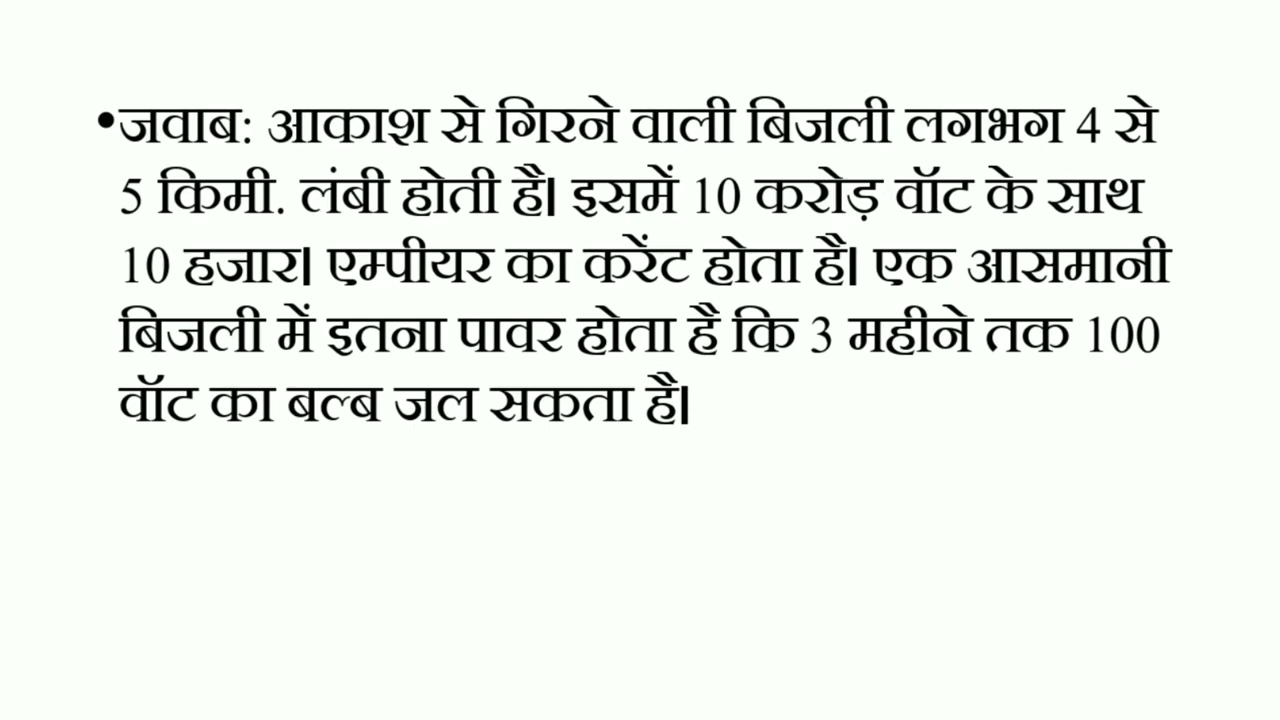 •जवाब: आकाश से गिरने वाली बिजली लगभग 4 से
5 किमी. लंबी होती है। इसमें 10 करोड़ वॉट के साथ
10 हजार। एम्पीयर का करेंट होता है। एक आसमानी
बिजली में इतना पावर होता है कि 3 महीने तक 100
वॉट का बल्ब जल सकता है।